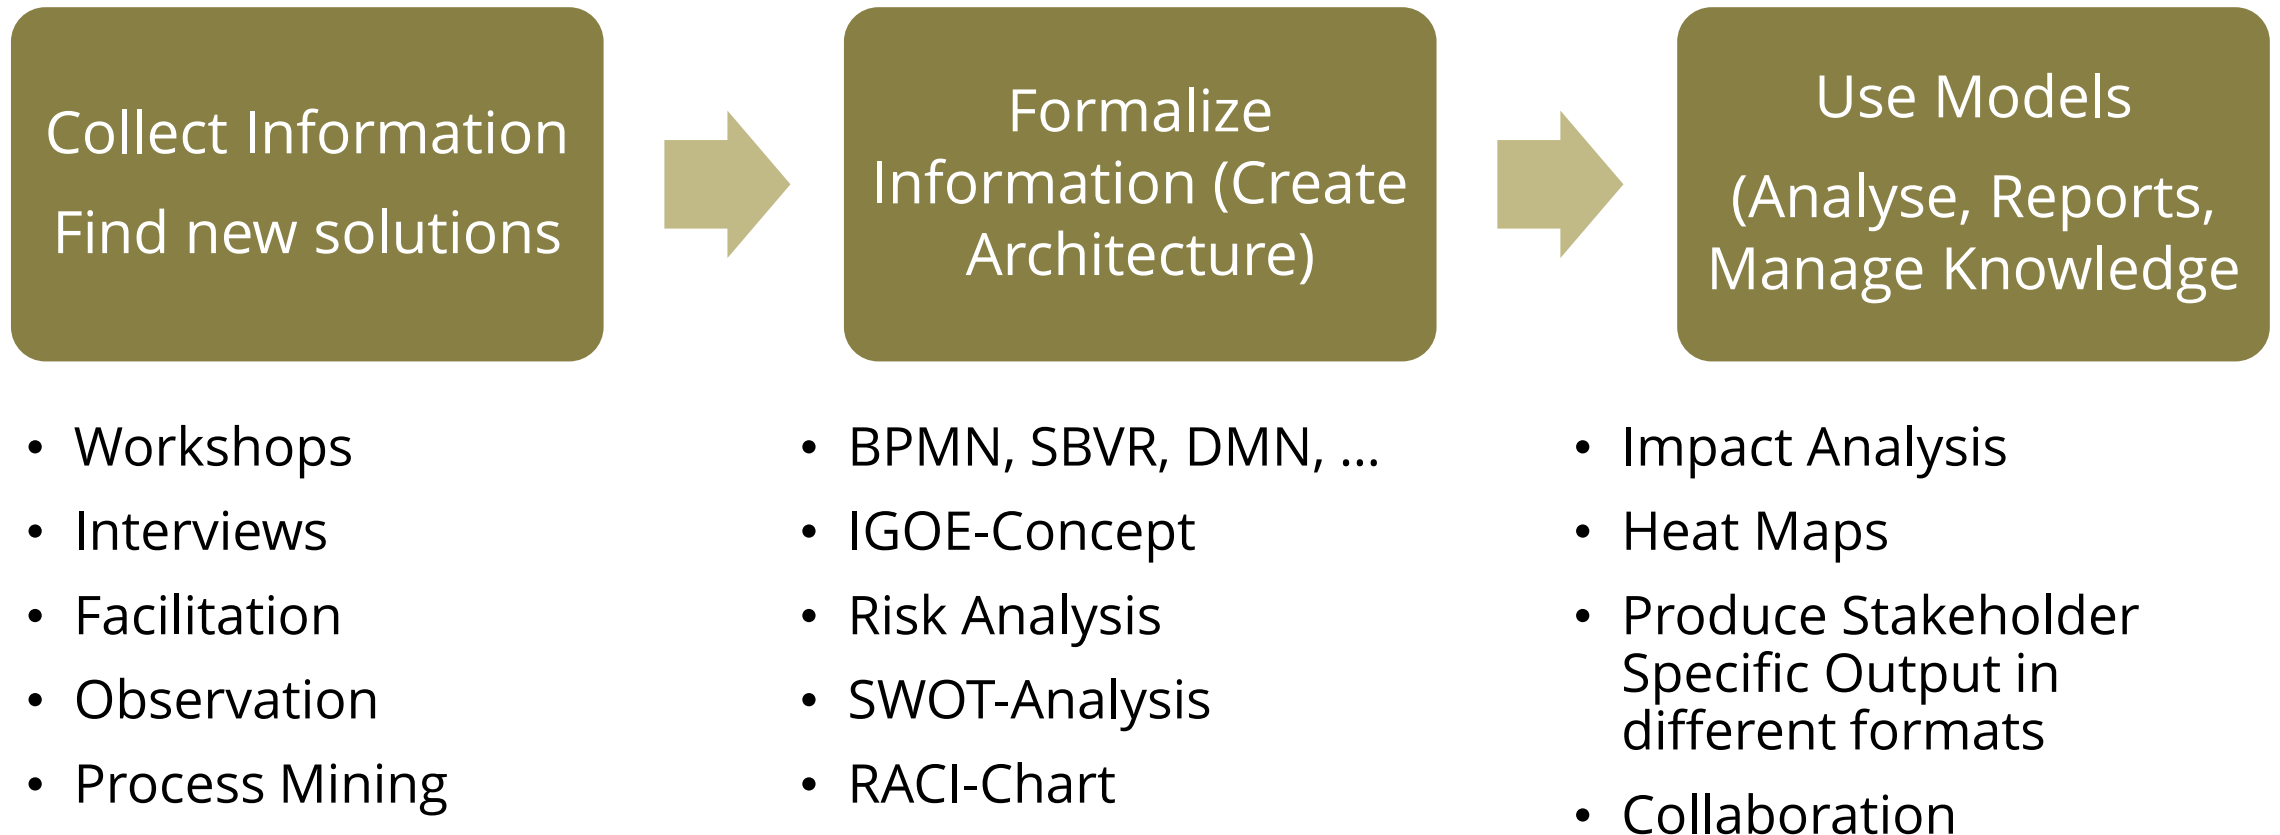 Collect Information
Find new solutions
Formalize
Information (Create
Architecture)
Use Models
(Analyse, Reports,
Manage Knowledge
• Workshops
• Interviews
• Facilitation
• Observation
• Process Mining
• BPMN, SBVR, DMN, ...
• IGOE-Concept
• Risk Analysis
• SWOT-Analysis
• RACI-Chart
• Impact Analysis
• Heat Maps
• Produce Stakeholder
Specific Output in
different formats
• Collaboration